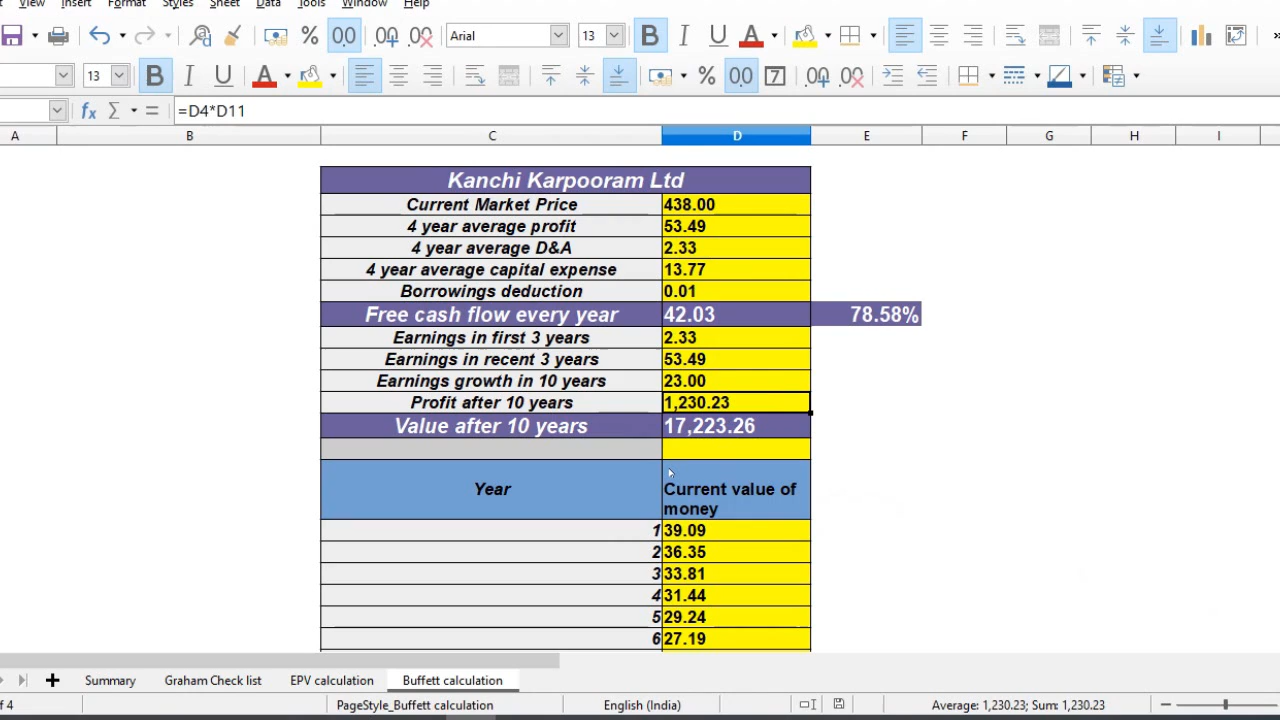 View Insert Format Styles Sheet Data Tools Window Help
Arial 13
13
=D4*D11
A B C D E F G H I
Kanchi Karpooram Ltd
Current Market Price 438.00
4 year average profit 53.49
4 year average D&A 2.33
4 year average capital expense 13.77
Borrowings deduction 0.01
Free cash flow every year 42.03 78.58%
Earnings in first 3 years 2.33
Earnings in recent 3 years 53.49
Earnings growth in 10 years 23.00
Profit after 10 years 1,230.23
Value after 10 years 17,223.26
Year Current value of
money
1 39.09
2 36.35
3 33.81
4 31.44
5 29.24
6 27.19
Summary Graham Check list EPV calculation Buffett calculation
of 4 PageStyle_Buffett calculation English (India) Average: 1,230.23; Sum: 1,230.23